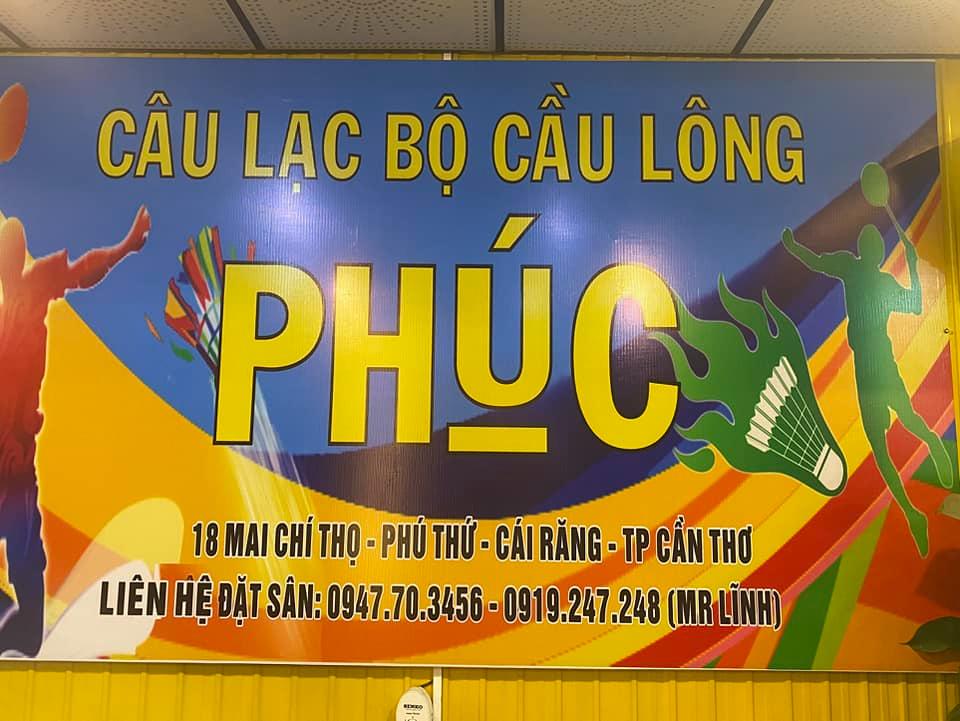 CÂU LẠC BỘ CẦU LÔNG
PHÚC
18 MAI CHÍ THỌ - PHÚ THỨ - CÁI RĂNG - TP CẦN THƠ
LIÊN HỆ ĐẶT SÂN: 0947.70.3456 - 0919.247.248 (MR LĨNH)
SENKO